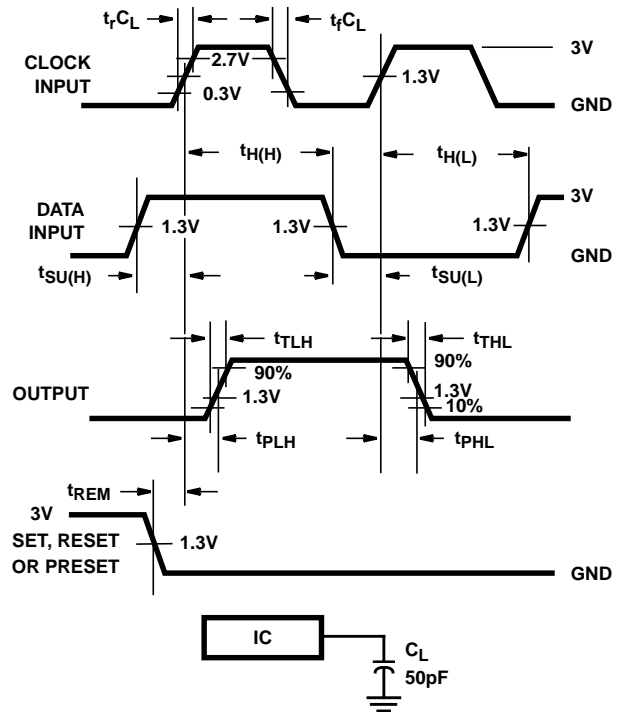 trCL
tfCL
CLOCK
INPUT
2.7V
0.3V
1.3V
3V
GND
tH(H)
tH(L)
DATA
INPUT
1.3V
1.3V
1.3V
3V
GND
tSU(H)
tSU(L)
tTLH
tTHL
OUTPUT
90%
1.3V
90%
1.3V
10%
tPLH
tPHL
tREM
3V
SET, RESET
OR PRESET
1.3V
GND
IC
CL
50pF